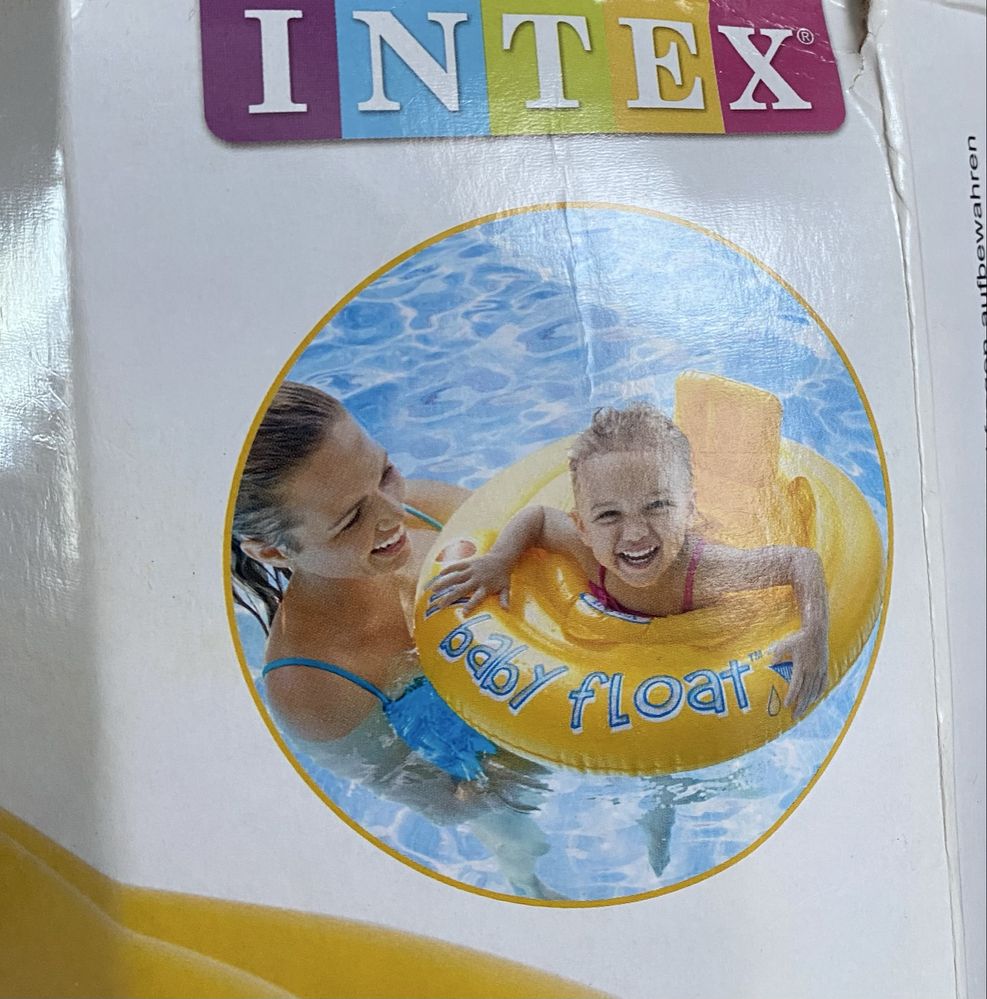 INTEX®
baby float™
aufbewahren